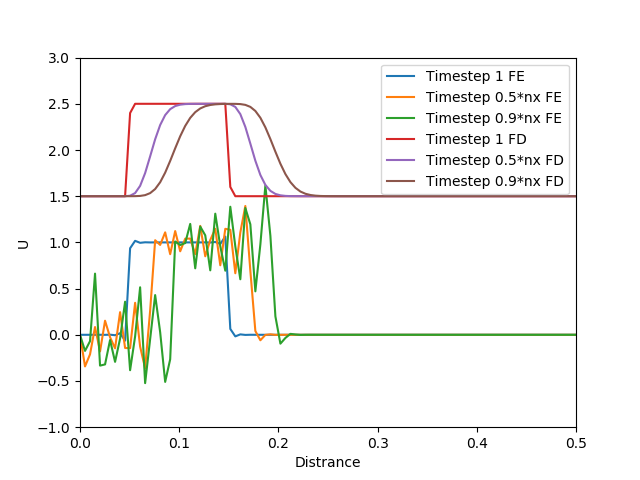 3.0
2.5
2.0
1.5
1.0
0.5
0.0
−0.5
−1.0
U
Timestep 1 FE
Timestep 0.5*nx FE
Timestep 0.9*nx FE
Timestep 1 FD
Timestep 0.5*nx FD
Timestep 0.9*nx FD
0.0 0.1 0.2 0.3 0.4 0.5
Distrance